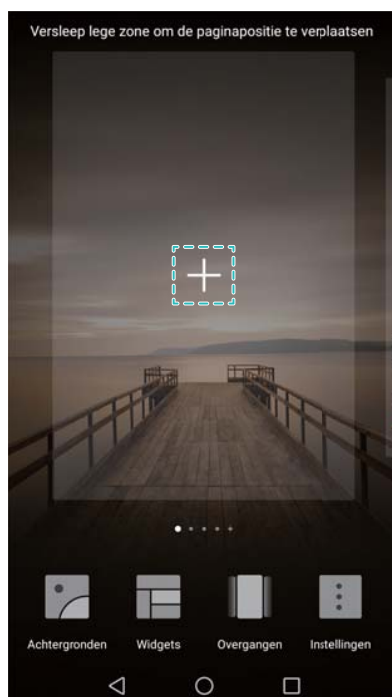 Versleep lege zone om de paginapositie te verplaatsen
Achtergronden Widgets Overgangen Instellingen